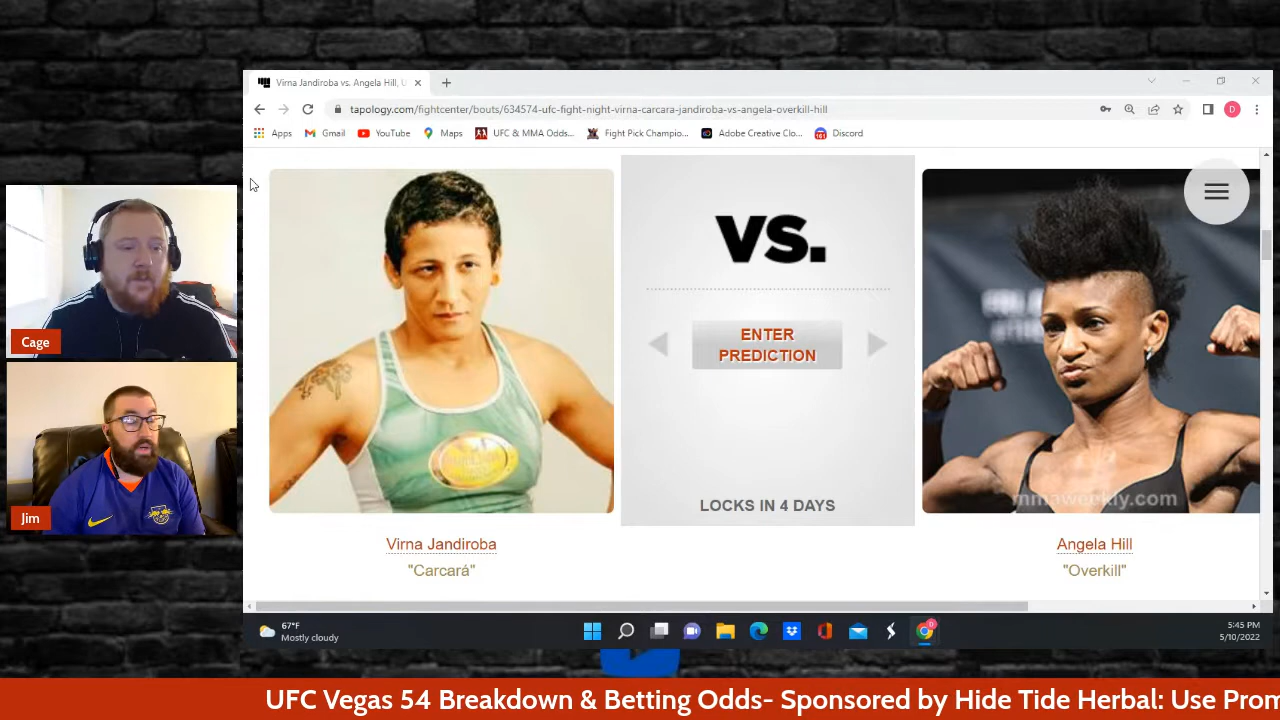 Virna Jandiroba vs. Angela Hill, U
tapology.com/fightcenter/bouts/634574-ufc-fight-night-virna-carcara-jandiroba-vs-angela-overkill-hill
D
Apps Gmail YouTube Maps UFC & MMA Odds... Fight Pick Champio... Adobe Creative Clo... Discord
VS.
ENTER
PREDICTION
LOCKS IN 4 DAYS
mmaweekly.com
Virna Jandiroba
"Carcará"
Angela Hill
"Overkill"
Cage
Jim
67°F
Mostly cloudy
5:45 PM
5/10/2022
UFC Vegas 54 Breakdown & Betting Odds- Sponsored by Hide Tide Herbal: Use Pron